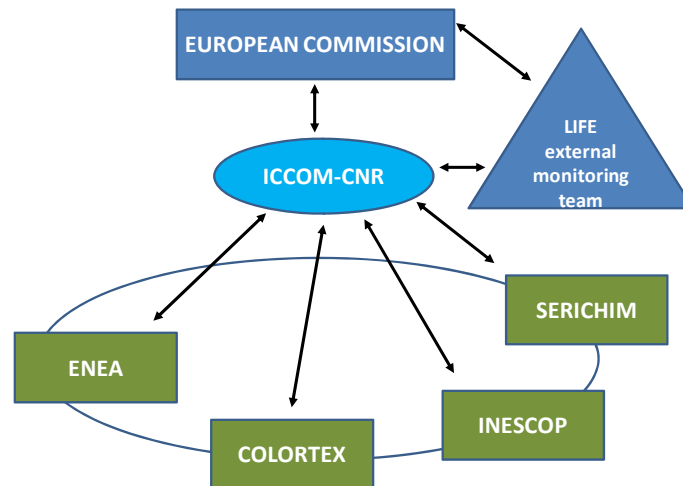 EUROPEAN COMMISSION
LIFE
external
monitoring
team
ICCOM-CNR
SERICHIM
ENEA
INESCOP
COLORTEX